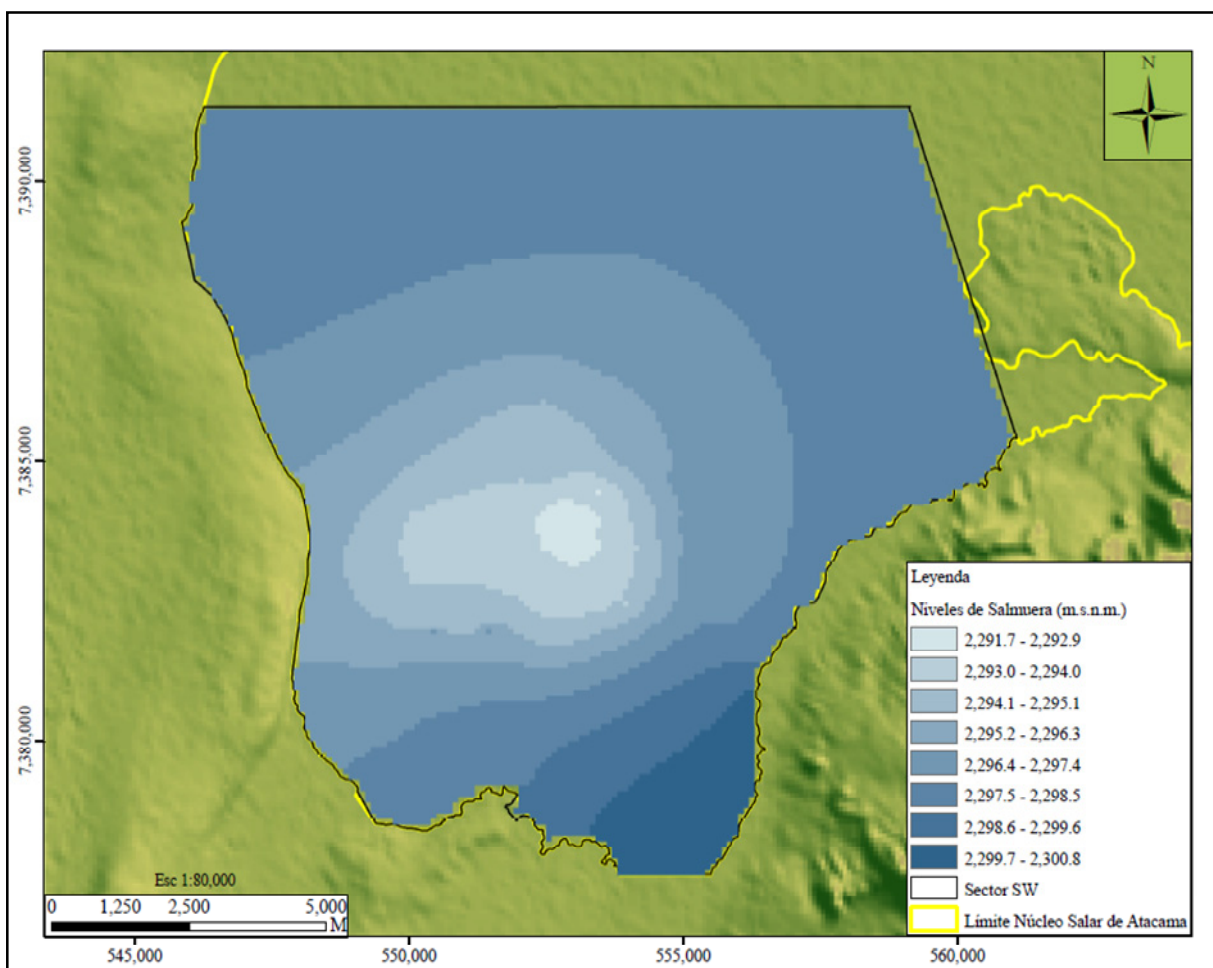 N
7,390,000
7,385,000
7,380,000
Leyenda
Niveles de Salmuera (m.s.n.m.)
2,291.7 - 2,292.9
2,293.0 - 2,294.0
2,294.1 - 2,295.1
2,295.2 - 2,296.3
2,296.4 - 2,297.4
2,297.5 - 2,298.5
2,298.6 - 2,299.6
2,299.7 - 2,300.8
Sector SW
Límite Núcleo Salar de Atacama
Esc 1:80,000
0 1,250 2,500 5,000
M
545,000 550,000 555,000 560,000